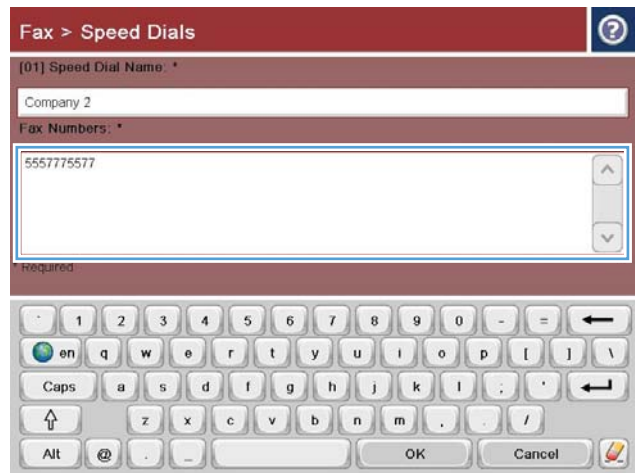 Fax > Speed Dials
?
[01] Speed Dial Name: *
Company 2
Fax Numbers: *
5557775577
* Required
` 1 2 3 4 5 6 7 8 9 0 - =
en q w e r t y u i o p [ ] \
Caps a s d f g h j k l ; '
z x c v b n m , . /
Alt @ . _ OK Cancel